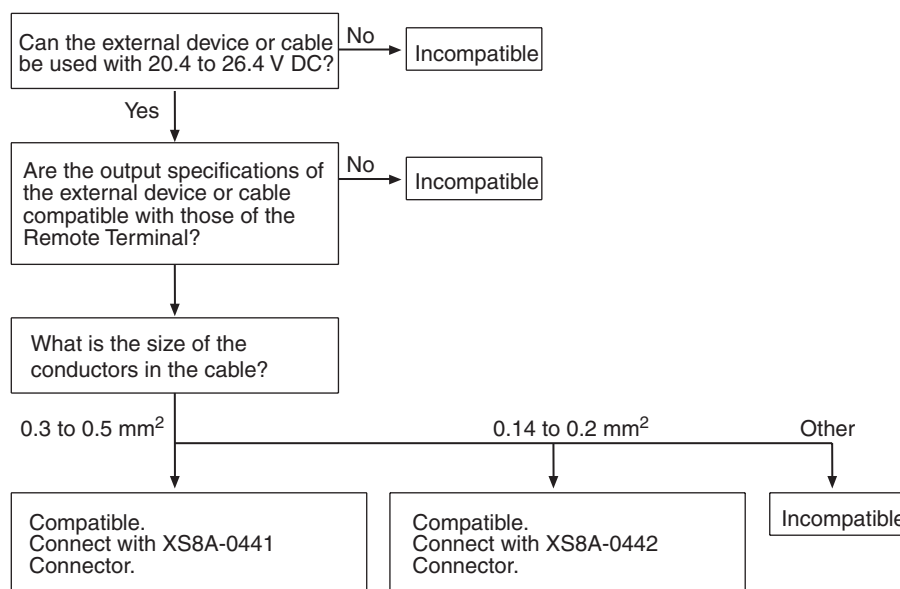 Can the external device or cable
be used with 20.4 to 26.4 V DC?
No
Incompatible
Yes
Are the output specifications of
the external device or cable
compatible with those of the
Remote Terminal?
No
Incompatible
What is the size of the
conductors in the cable?
0.3 to 0.5 mm²
0.14 to 0.2 mm²
Other
Compatible.
Connect with XS8A-0441
Connector.
Compatible.
Connect with XS8A-0442
Connector.
Incompatible